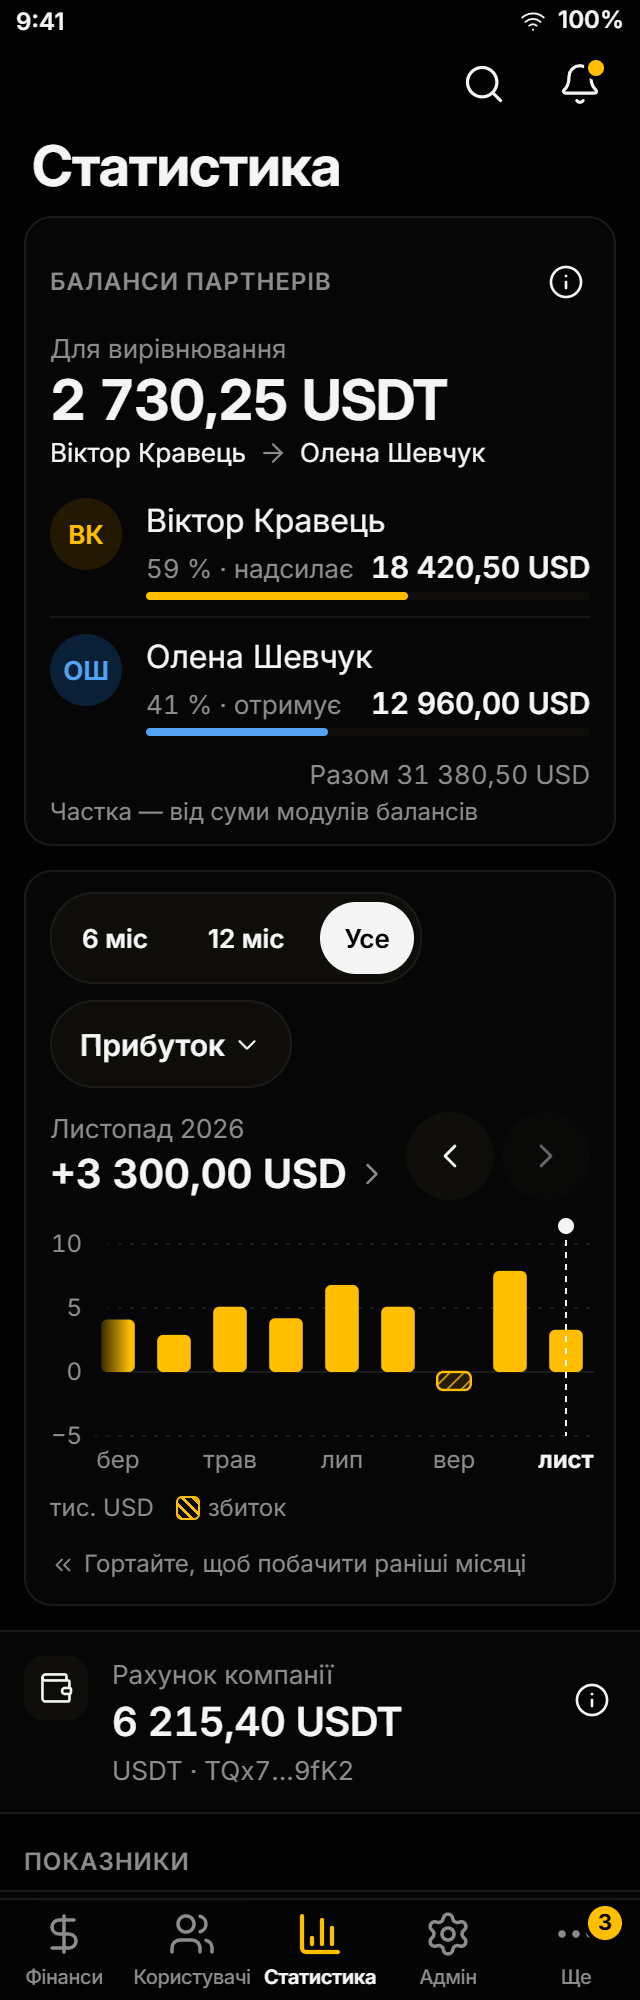 9:41
100%
Статистика
БАЛАНСИ ПАРТНЕРІВ
Для вирівнювання
2 730,25 USDT
Віктор Кравець → Олена Шевчук
ВК
Віктор Кравець
59 % · надсилає 18 420,50 USD
ОШ
Олена Шевчук
41 % · отримує 12 960,00 USD
Разом 31 380,50 USD
Частка — від суми модулів балансів
6 міс 12 міс Усе
Прибуток
Листопад 2026
+3 300,00 USD
10
5
0
−5
бер трав лип вер лист
тис. USD збиток
« Гортайте, щоб побачити раніші місяці
Рахунок компанії
6 215,40 USDT
USDT · TQx7…9fK2
ПОКАЗНИКИ
3
Фінанси Користувачі Статистика Адмін Ще